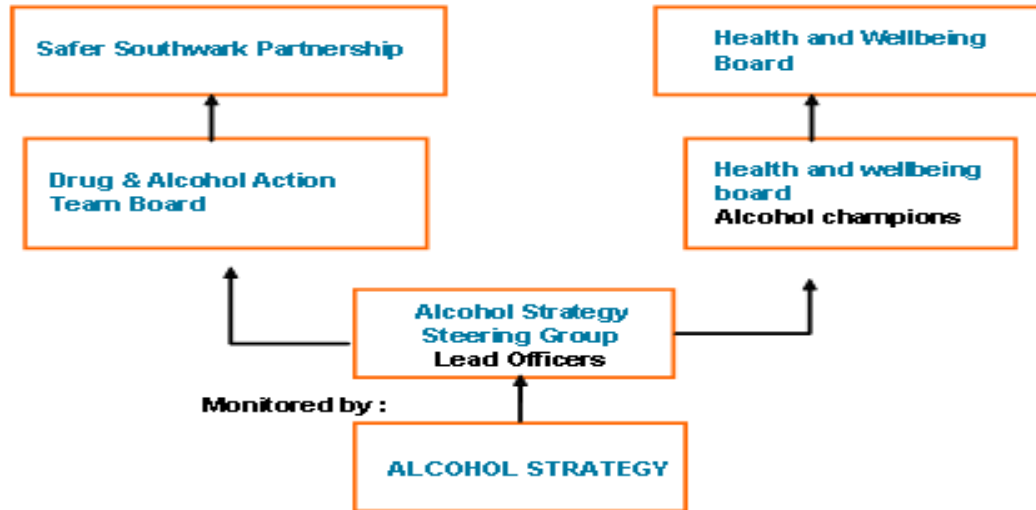 Safer Southwark Partnership
Health and Wellbeing
Board
Drug & Alcohol Action
Team Board
Health and wellbeing
board
Alcohol champions
Alcohol Strategy
Steering Group
Lead Officers
Monitored by :
ALCOHOL STRATEGY